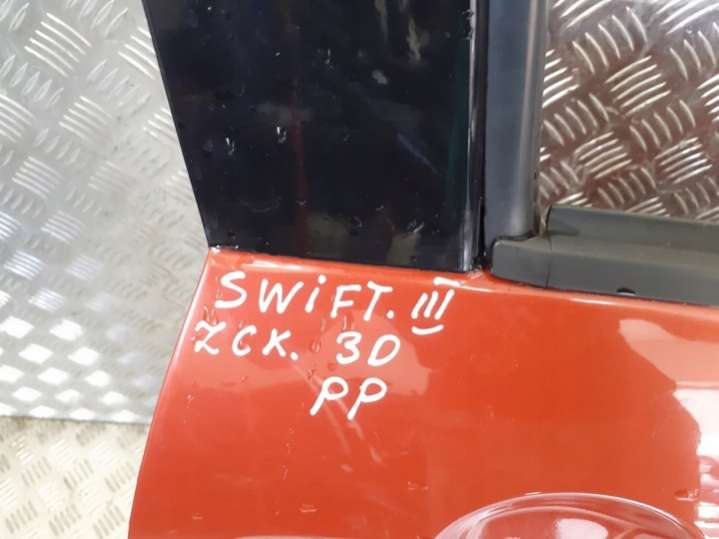 SWiFT. III
ZCK. 3D
PP